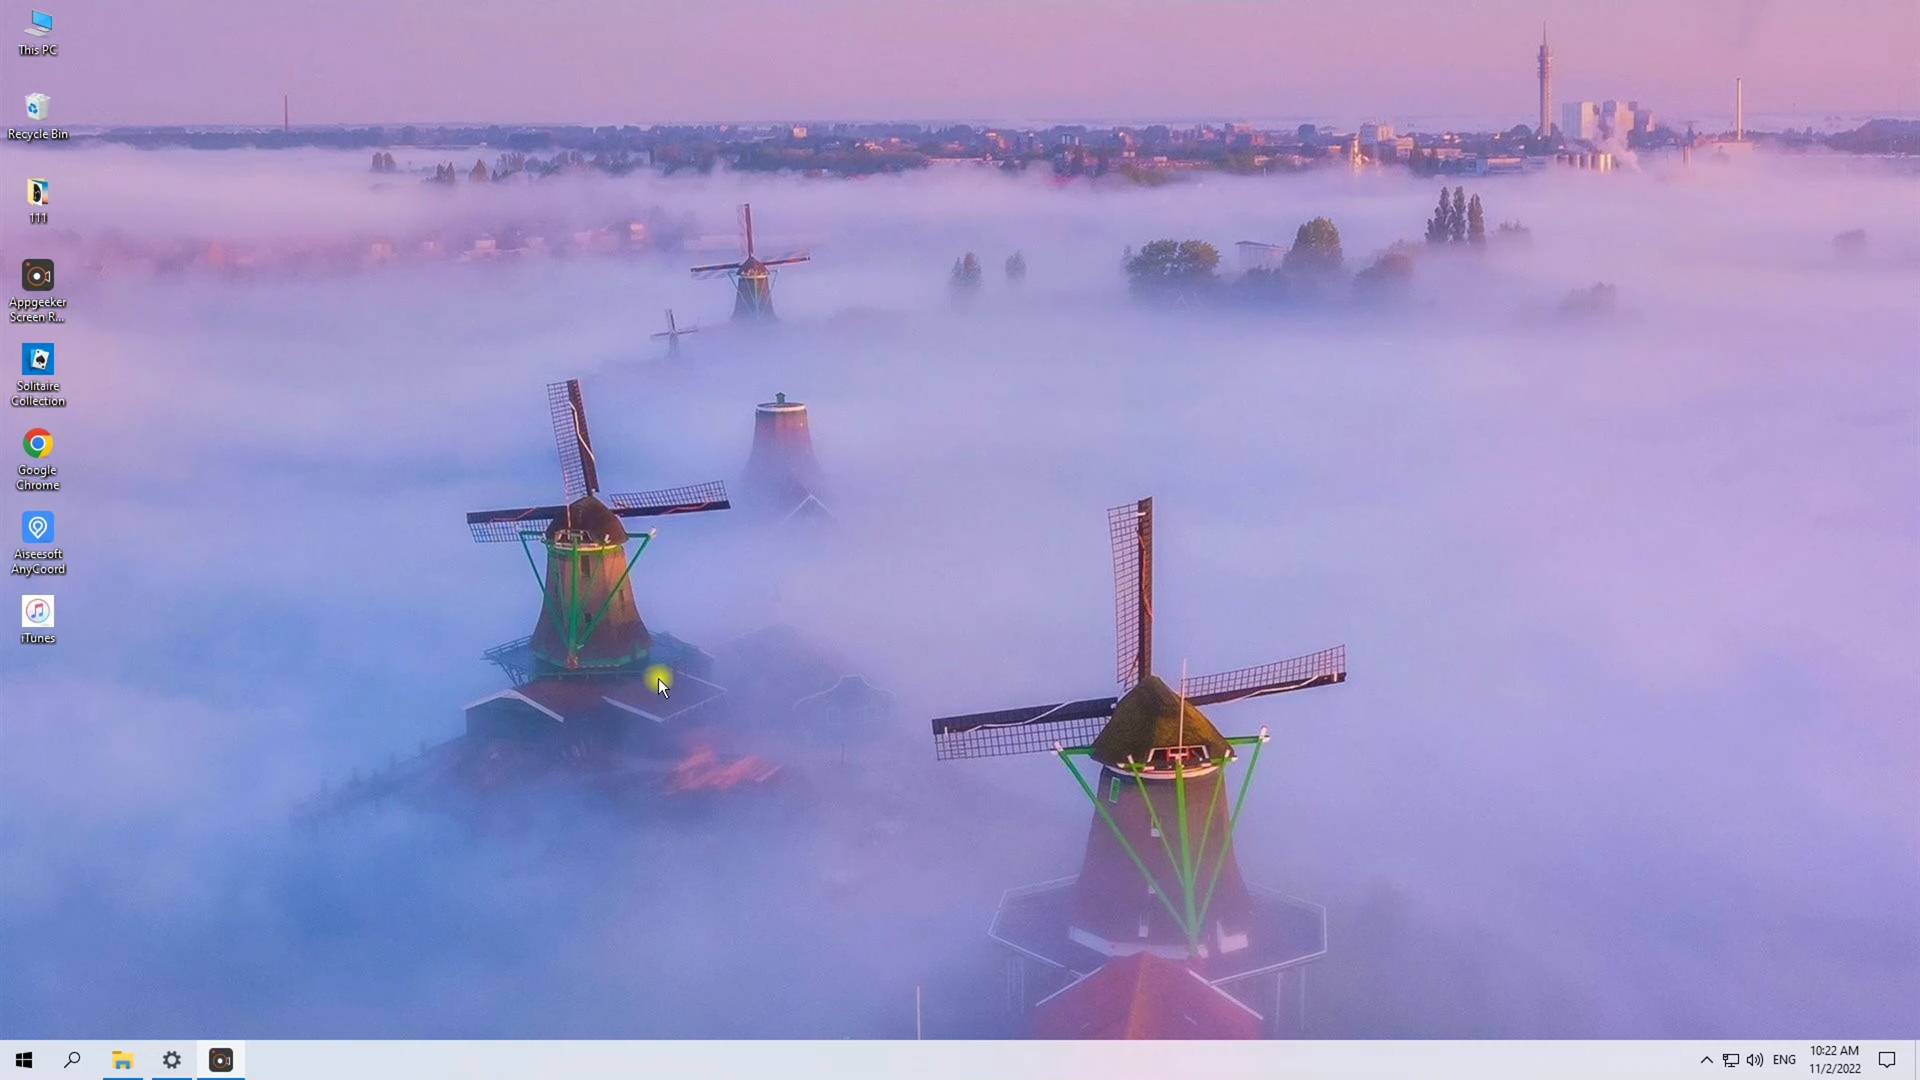 This PC
Recycle Bin
111
Appgeeker
Screen R...
Solitaire
Collection
Google
Chrome
Aiseesoft
AnyCoord
iTunes
ENG
10:22 AM
11/2/2022